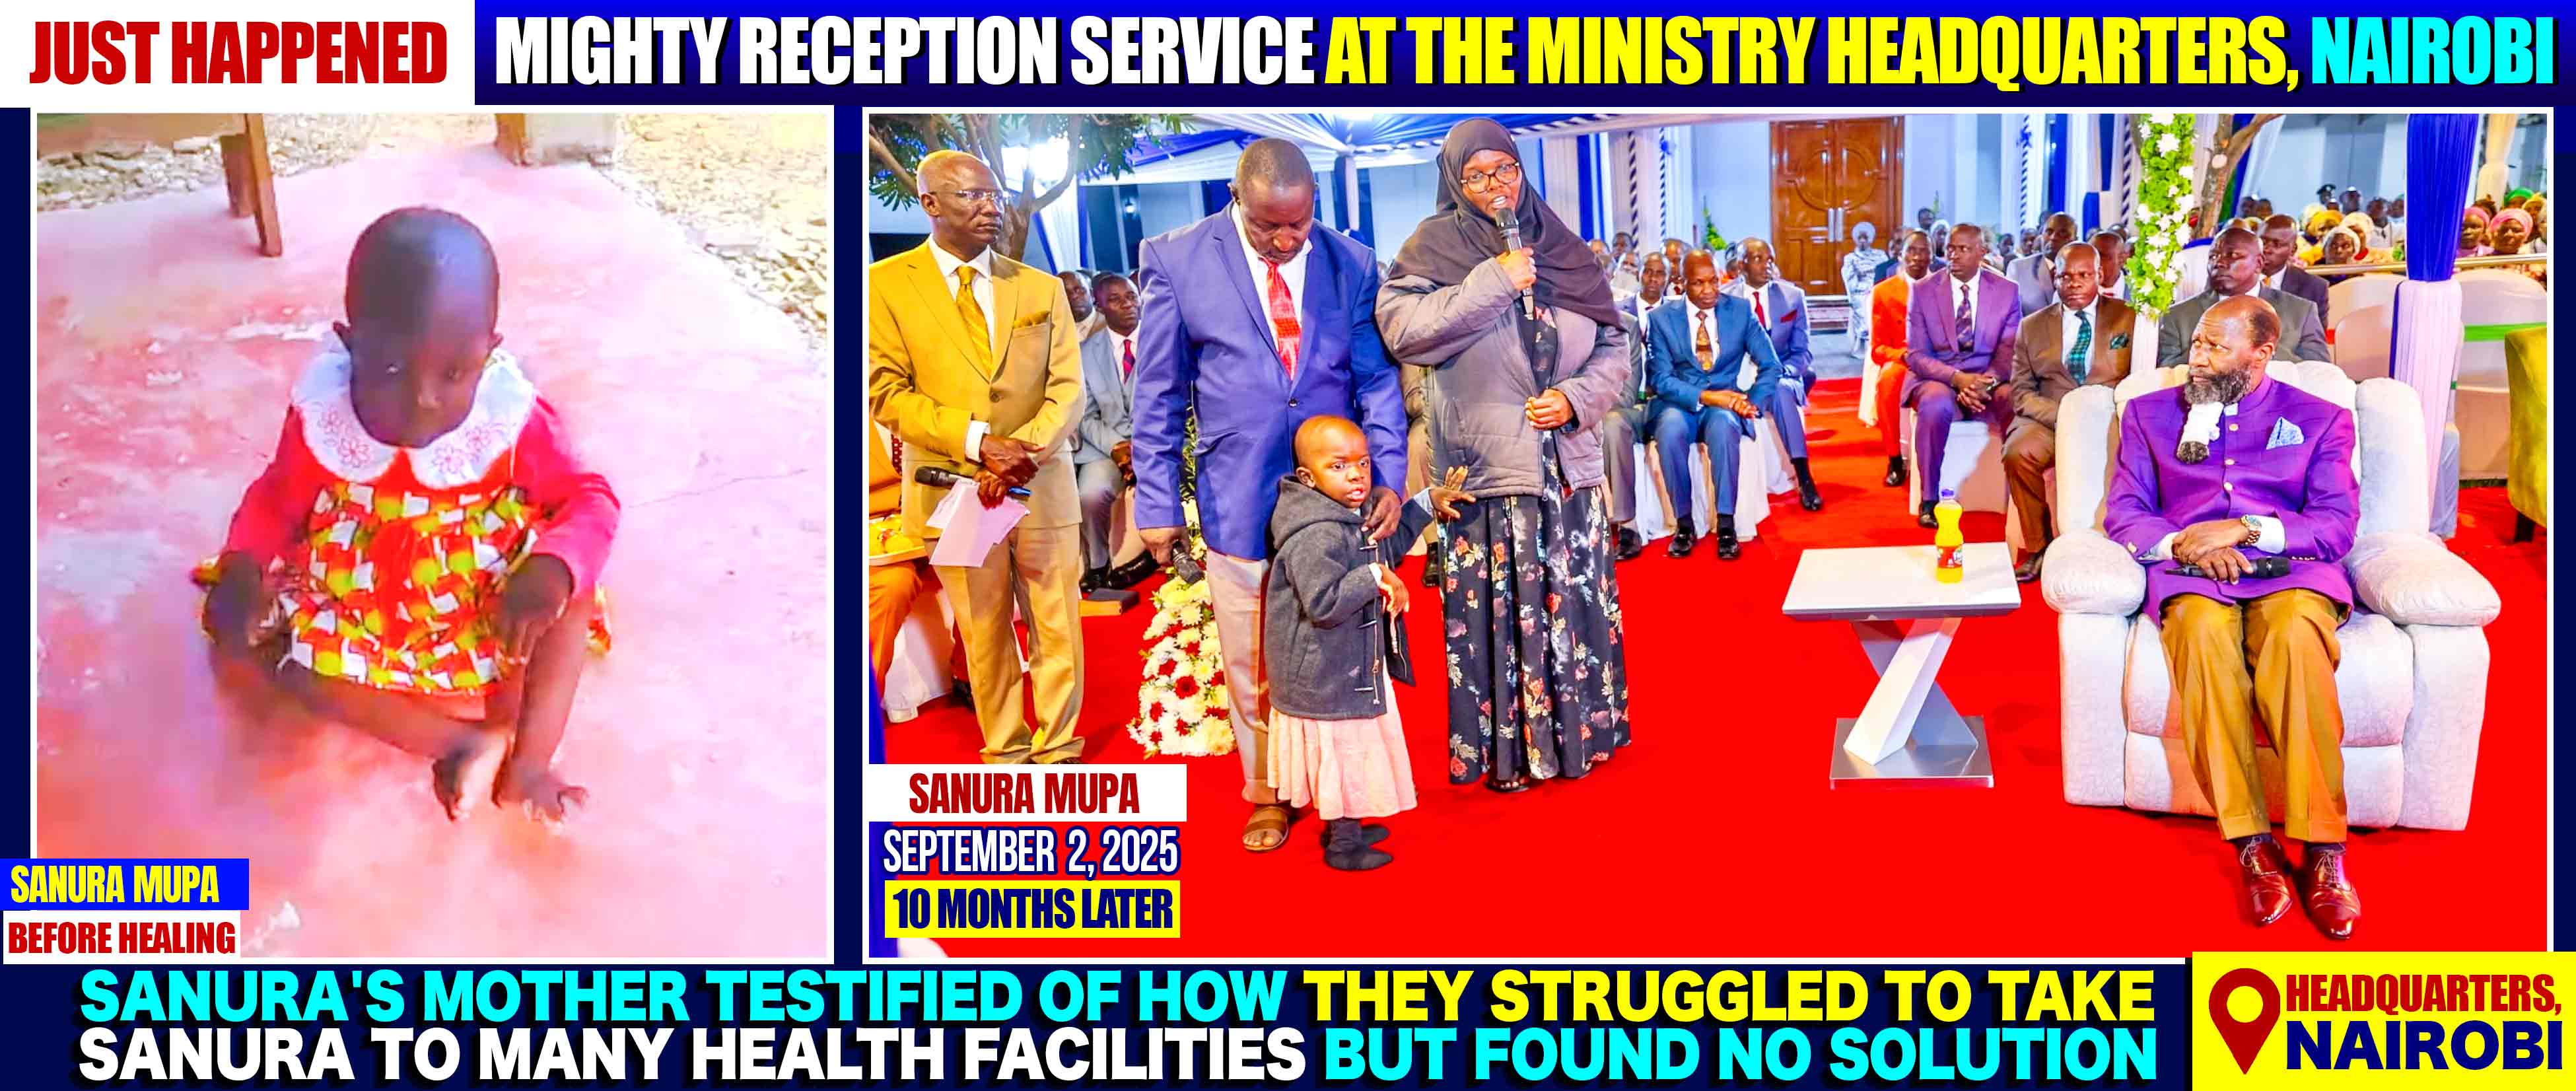 JUST HAPPENED
MIGHTY RECEPTION SERVICE AT THE MINISTRY HEADQUARTERS, NAIROBI
SANURA MUPA
BEFORE HEALING
SANURA MUPA
SEPTEMBER 2, 2025
10 MONTHS LATER
SANURA'S MOTHER TESTIFIED OF HOW THEY STRUGGLED TO TAKE
SANURA TO MANY HEALTH FACILITIES BUT FOUND NO SOLUTION
HEADQUARTERS,
NAIROBI